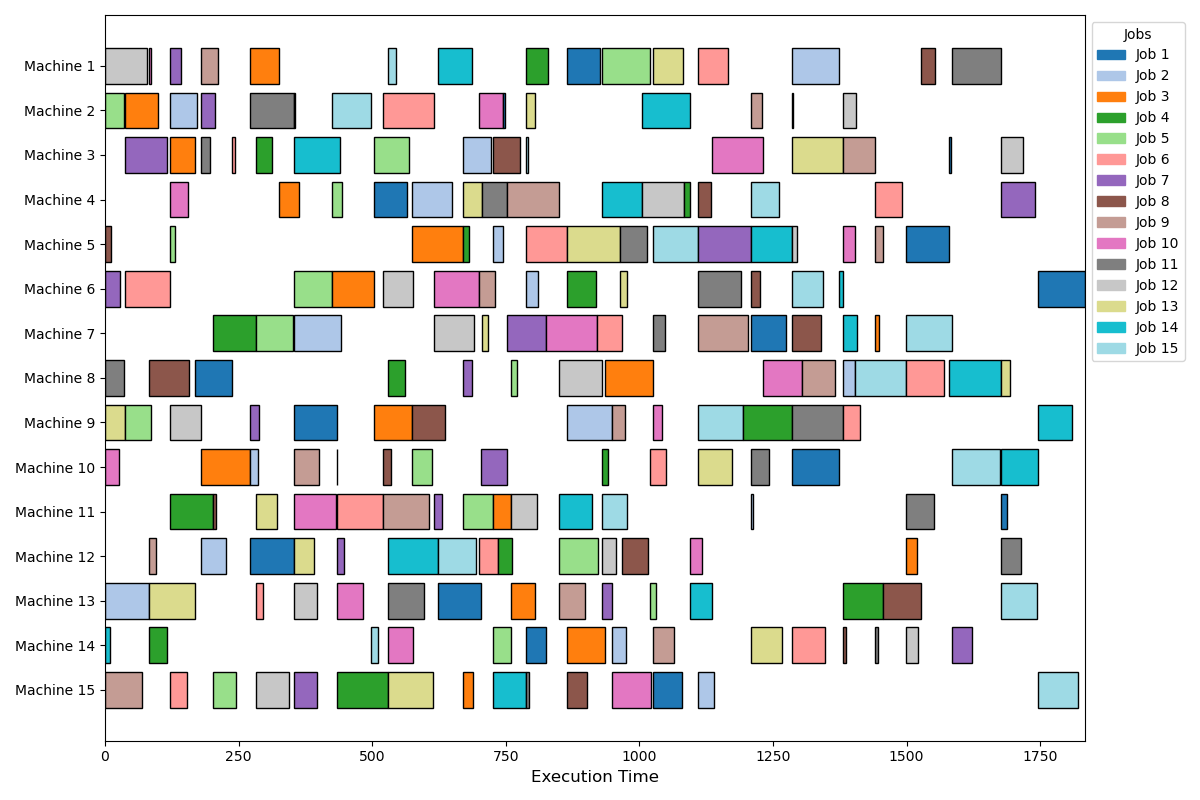 Machine 1
Machine 2
Machine 3
Machine 4
Machine 5
Machine 6
Machine 7
Machine 8
Machine 9
Machine 10
Machine 11
Machine 12
Machine 13
Machine 14
Machine 15
0 250 500 750 1000 1250 1500 1750
Execution Time
Jobs
Job 1
Job 2
Job 3
Job 4
Job 5
Job 6
Job 7
Job 8
Job 9
Job 10
Job 11
Job 12
Job 13
Job 14
Job 15